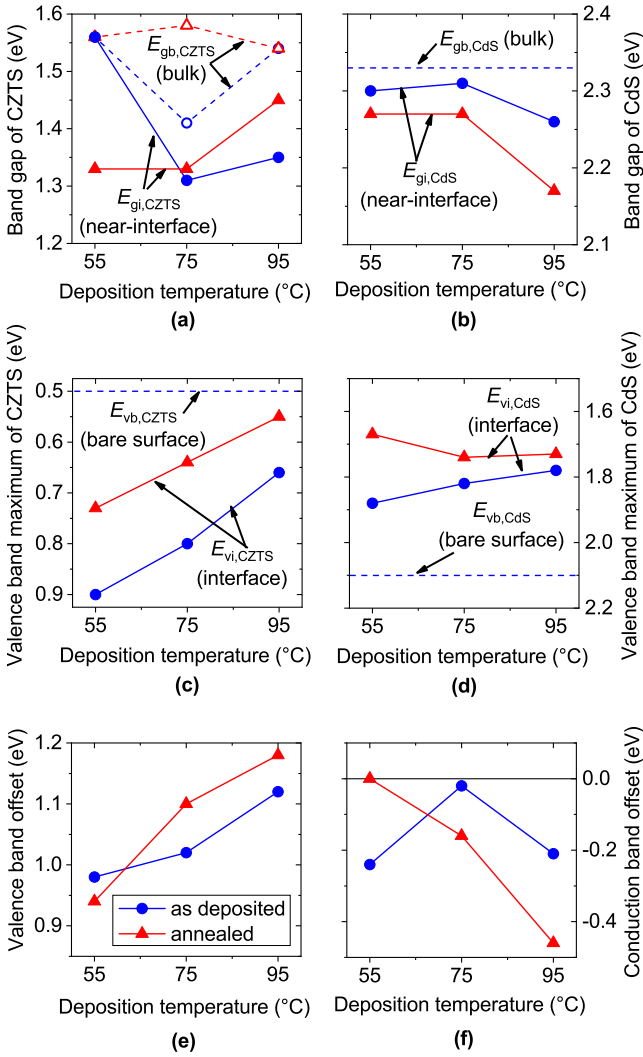 Band gap of CZTS (eV)
1.6
1.5
1.4
1.3
1.2
E_gb,CZTS
(bulk)
E_gi,CZTS
(near-interface)
55 75 95
Deposition temperature (°C)
(a)
E_gb,CdS (bulk)
E_gi,CdS
(near-interface)
2.4
2.3
2.2
2.1
Band gap of CdS (eV)
55 75 95
Deposition temperature (°C)
(b)
Valence band maximum of CZTS (eV)
0.5
0.6
0.7
0.8
0.9
E_vb,CZTS
(bare surface)
E_vi,CZTS
(interface)
55 75 95
Deposition temperature (°C)
(c)
E_vi,CdS
(interface)
E_vb,CdS
(bare surface)
1.6
1.8
2.0
2.2
Valence band maximum of CdS (eV)
55 75 95
Deposition temperature (°C)
(d)
Valence band offset (eV)
1.2
1.1
1.0
0.9
as deposited
annealed
55 75 95
Deposition temperature (°C)
(e)
0.0
-0.2
-0.4
Conduction band offset (eV)
55 75 95
Deposition temperature (°C)
(f)